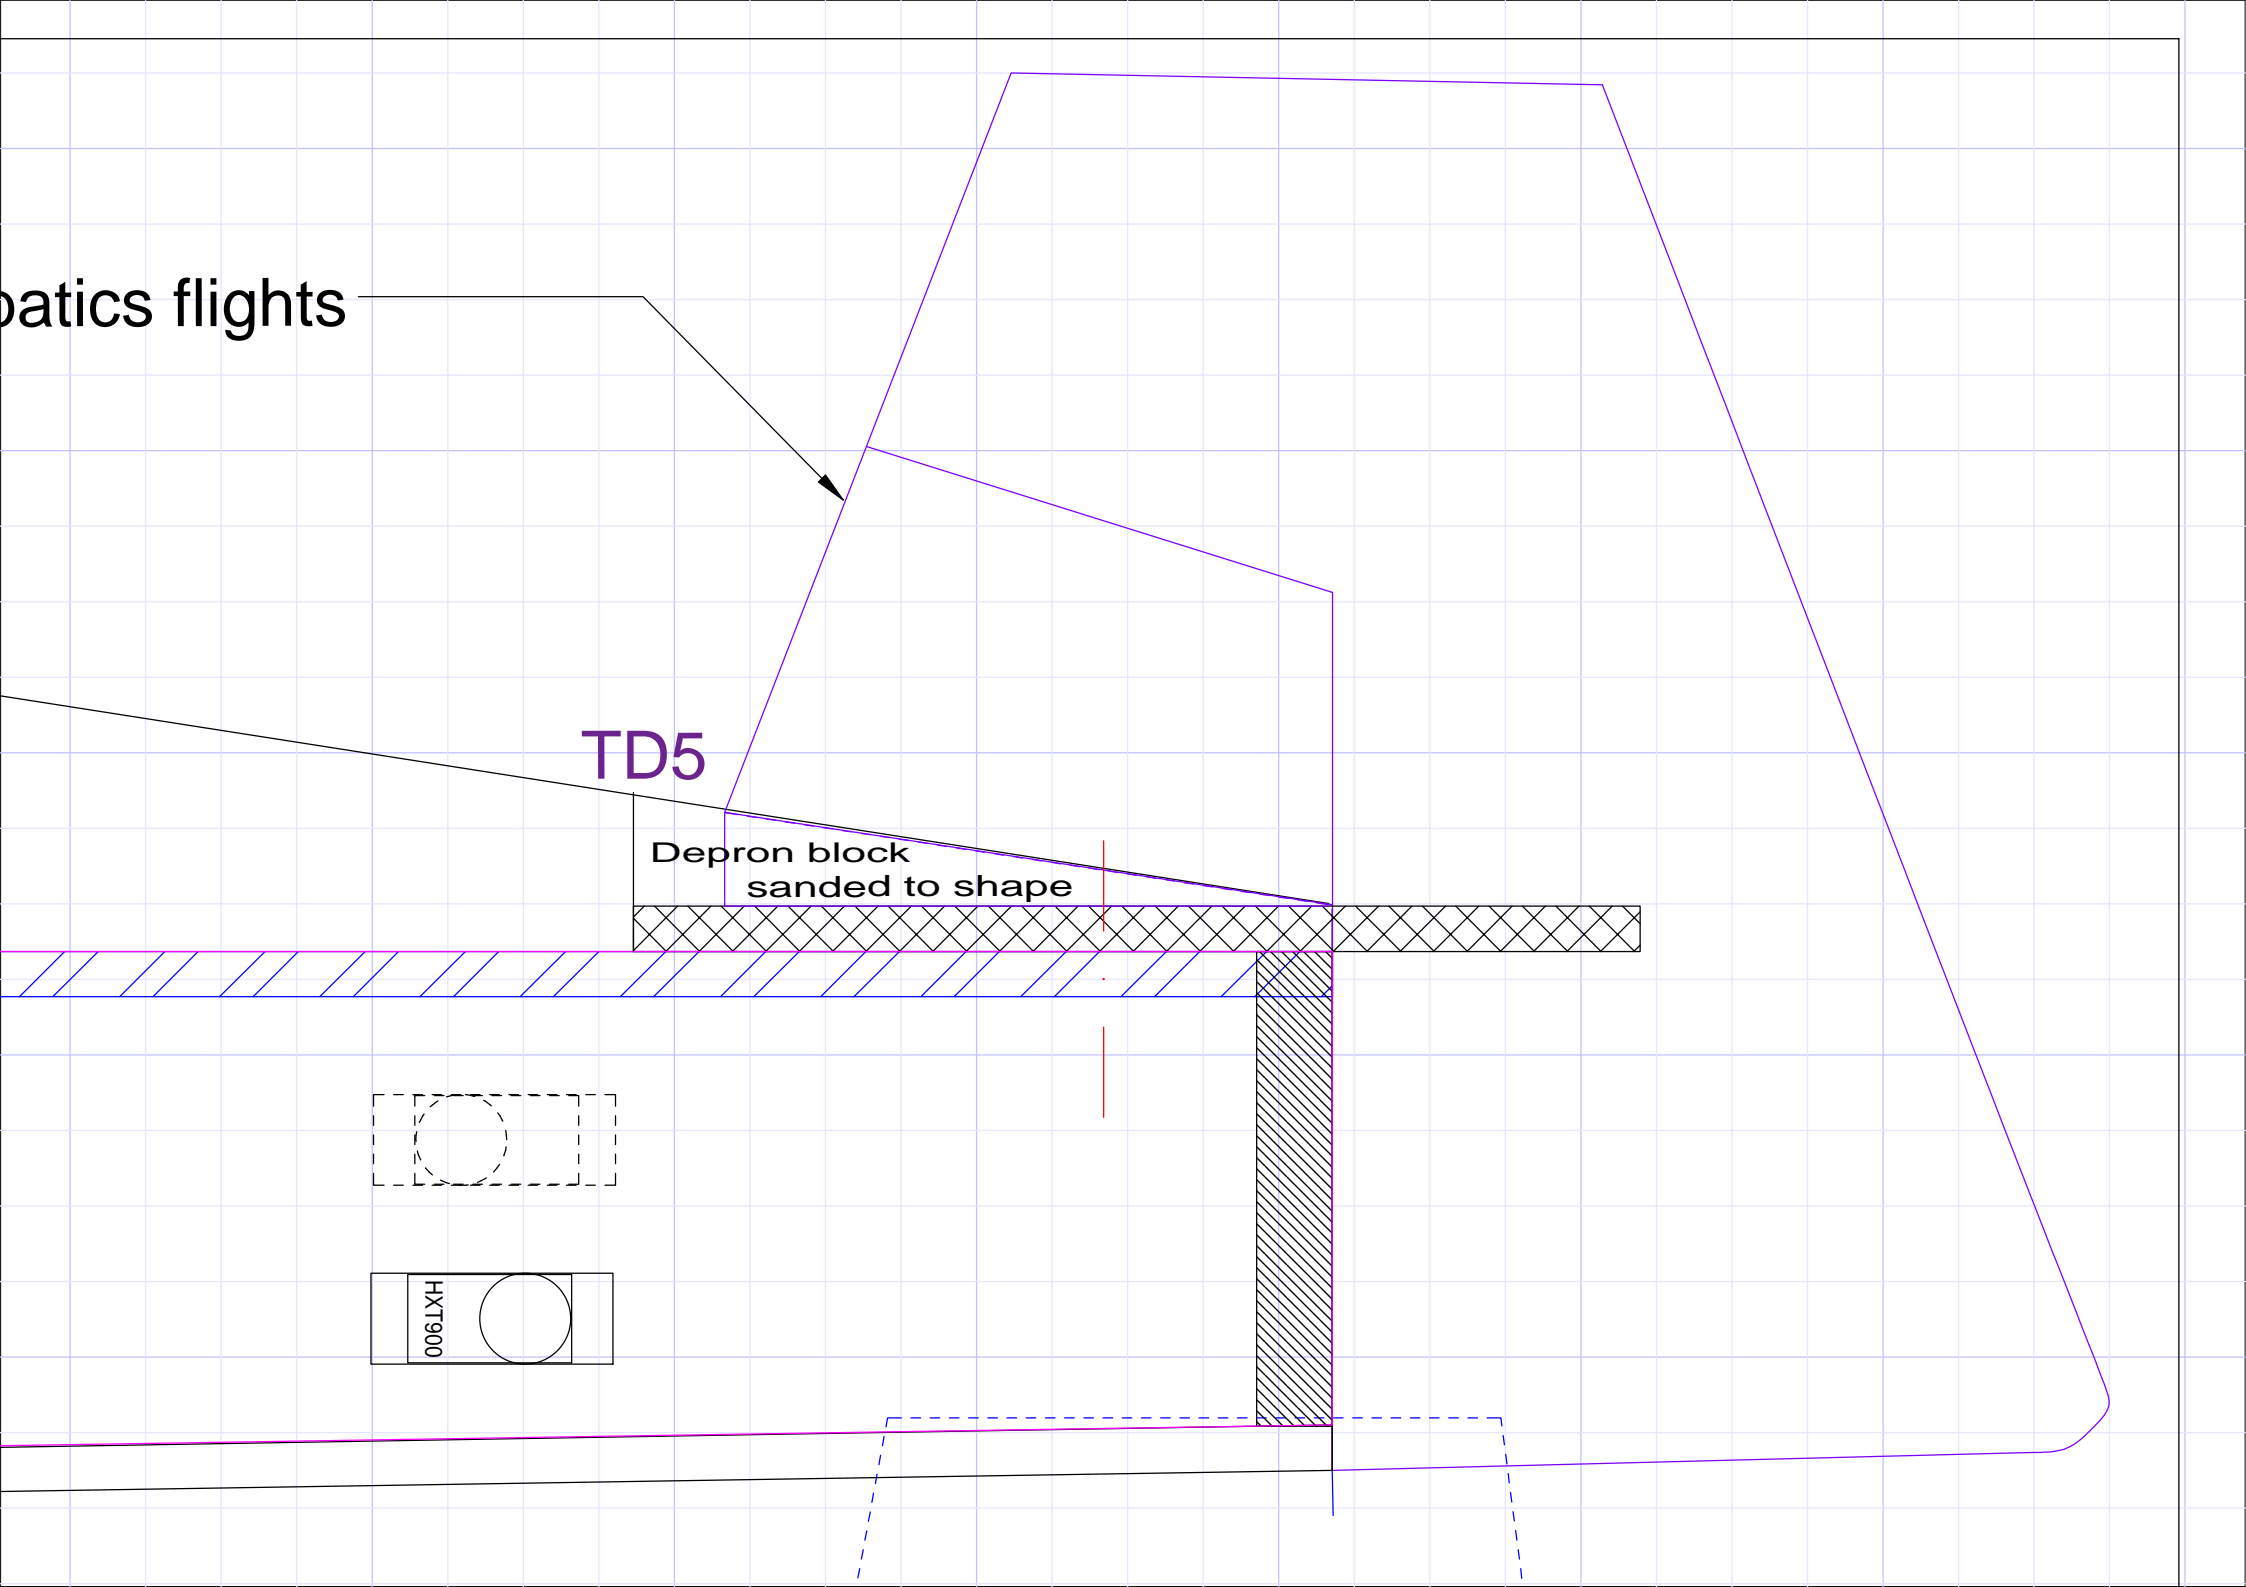 batics flights
TD5
Depron block
sanded to shape
HXT900